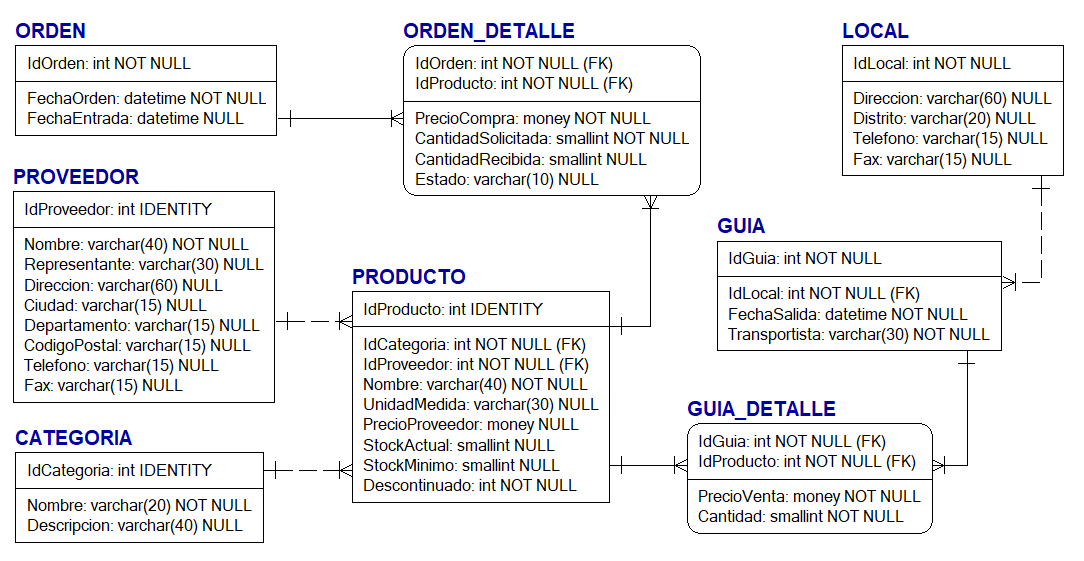 ORDEN
IdOrden: int NOT NULL
FechaOrden: datetime NOT NULL
FechaEntrada: datetime NULL
ORDEN_DETALLE
IdOrden: int NOT NULL (FK)
IdProducto: int NOT NULL (FK)
PrecioCompra: money NOT NULL
CantidadSolicitada: smallint NOT NULL
CantidadRecibida: smallint NULL
Estado: varchar(10) NULL
LOCAL
IdLocal: int NOT NULL
Direccion: varchar(60) NULL
Distrito: varchar(20) NULL
Telefono: varchar(15) NULL
Fax: varchar(15) NULL
PROVEEDOR
IdProveedor: int IDENTITY
Nombre: varchar(40) NOT NULL
Representante: varchar(30) NULL
Direccion: varchar(60) NULL
Ciudad: varchar(15) NULL
Departamento: varchar(15) NULL
CodigoPostal: varchar(15) NULL
Telefono: varchar(15) NULL
Fax: varchar(15) NULL
GUIA
IdGuia: int NOT NULL
IdLocal: int NOT NULL (FK)
FechaSalida: datetime NOT NULL
Transportista: varchar(30) NOT NULL
PRODUCTO
IdProducto: int IDENTITY
IdCategoria: int NOT NULL (FK)
IdProveedor: int NOT NULL (FK)
Nombre: varchar(40) NOT NULL
UnidadMedida: varchar(30) NULL
PrecioProveedor: money NULL
StockActual: smallint NULL
StockMinimo: smallint NULL
Descontinuado: int NOT NULL
GUIA_DETALLE
IdGuia: int NOT NULL (FK)
IdProducto: int NOT NULL (FK)
PrecioVenta: money NOT NULL
Cantidad: smallint NOT NULL
CATEGORIA
IdCategoria: int IDENTITY
Nombre: varchar(20) NOT NULL
Descripcion: varchar(40) NULL